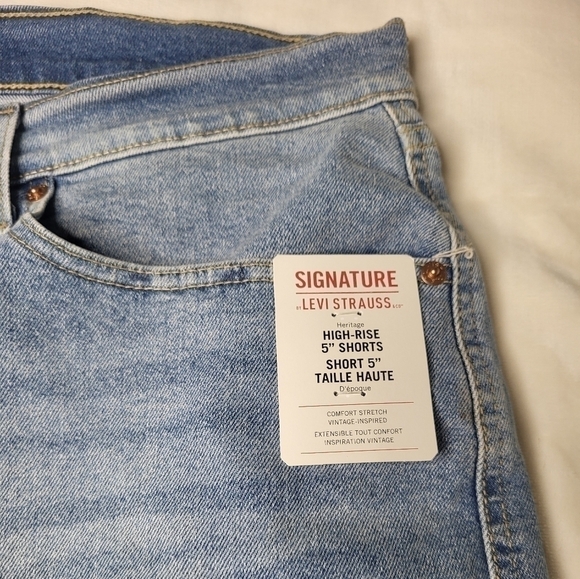 SIGNATURE
BY LEVI STRAUSS &CO™
Heritage
HIGH-RISE
5" SHORTS
SHORT 5"
TAILLE HAUTE
D'époque
COMFORT STRETCH
VINTAGE-INSPIRED
EXTENSIBLE TOUT CONFORT
INSPIRATION VINTAGE